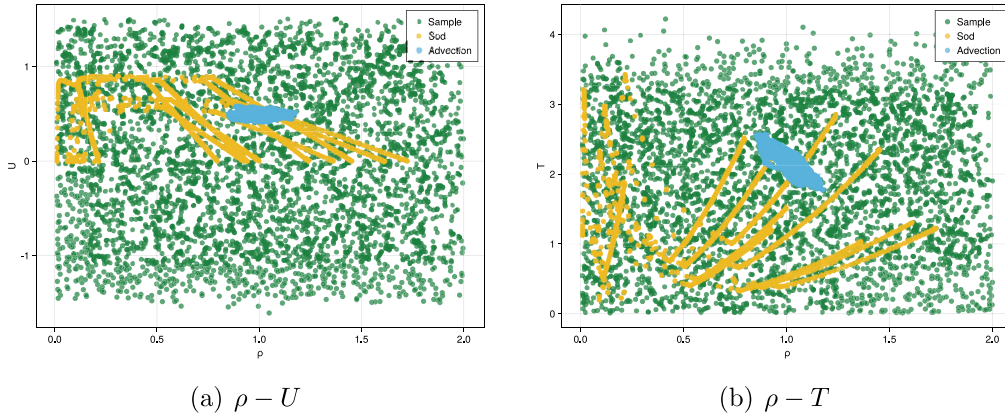 Sample
Sod
Advection
1
0
-1
U
0.0
0.5
1.0
1.5
2.0
ρ
(a) ρ − U
Sample
Sod
Advection
4
3
2
1
0
T
0.0
0.5
1.0
1.5
2.0
ρ
(b) ρ − T